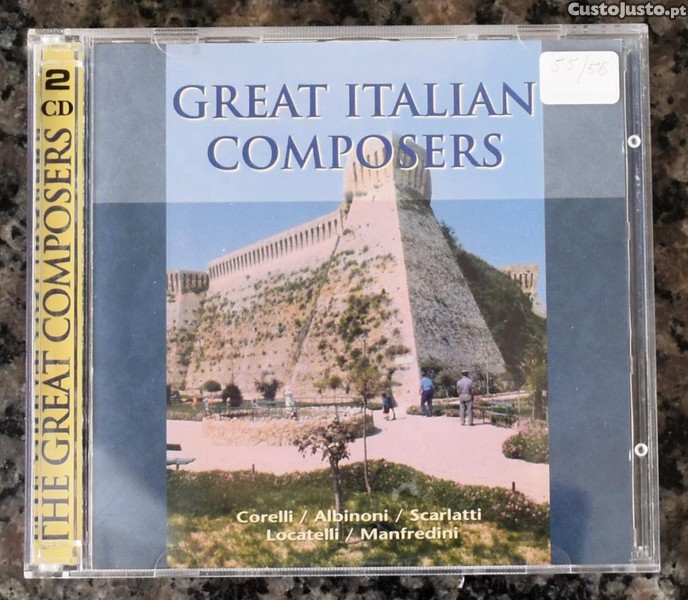 CustoJusto.pt
2
CD
THE GREAT COMPOSERS
GREAT ITALIAN
COMPOSERS
55/56
Corelli / Albinoni / Scarlatti
Locatelli / Manfredini